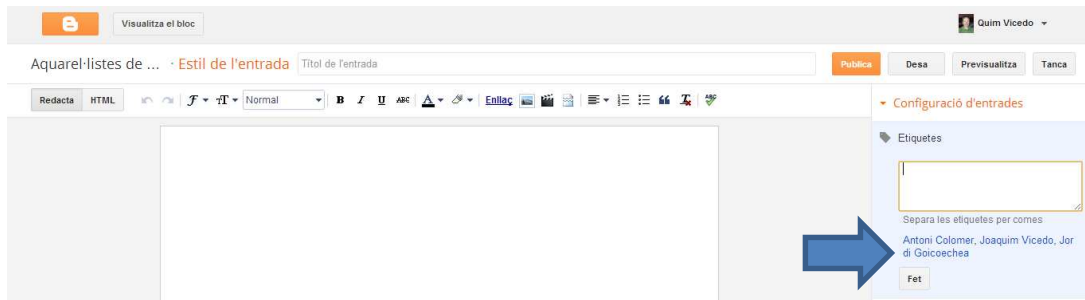 Visualitza el bloc
Quim Vicedo
Aquarel·listes de ... · Estil de l'entrada Títol de l'entrada
Publica Desa Previsualitza Tanca
Redacta HTML Normal B I U ABC A Enllaç
Configuració d'entrades
Etiquetes
Separa les etiquetes per comes
Antoni Colomer, Joaquim Vicedo, Jor
di Goicoechea
Fet